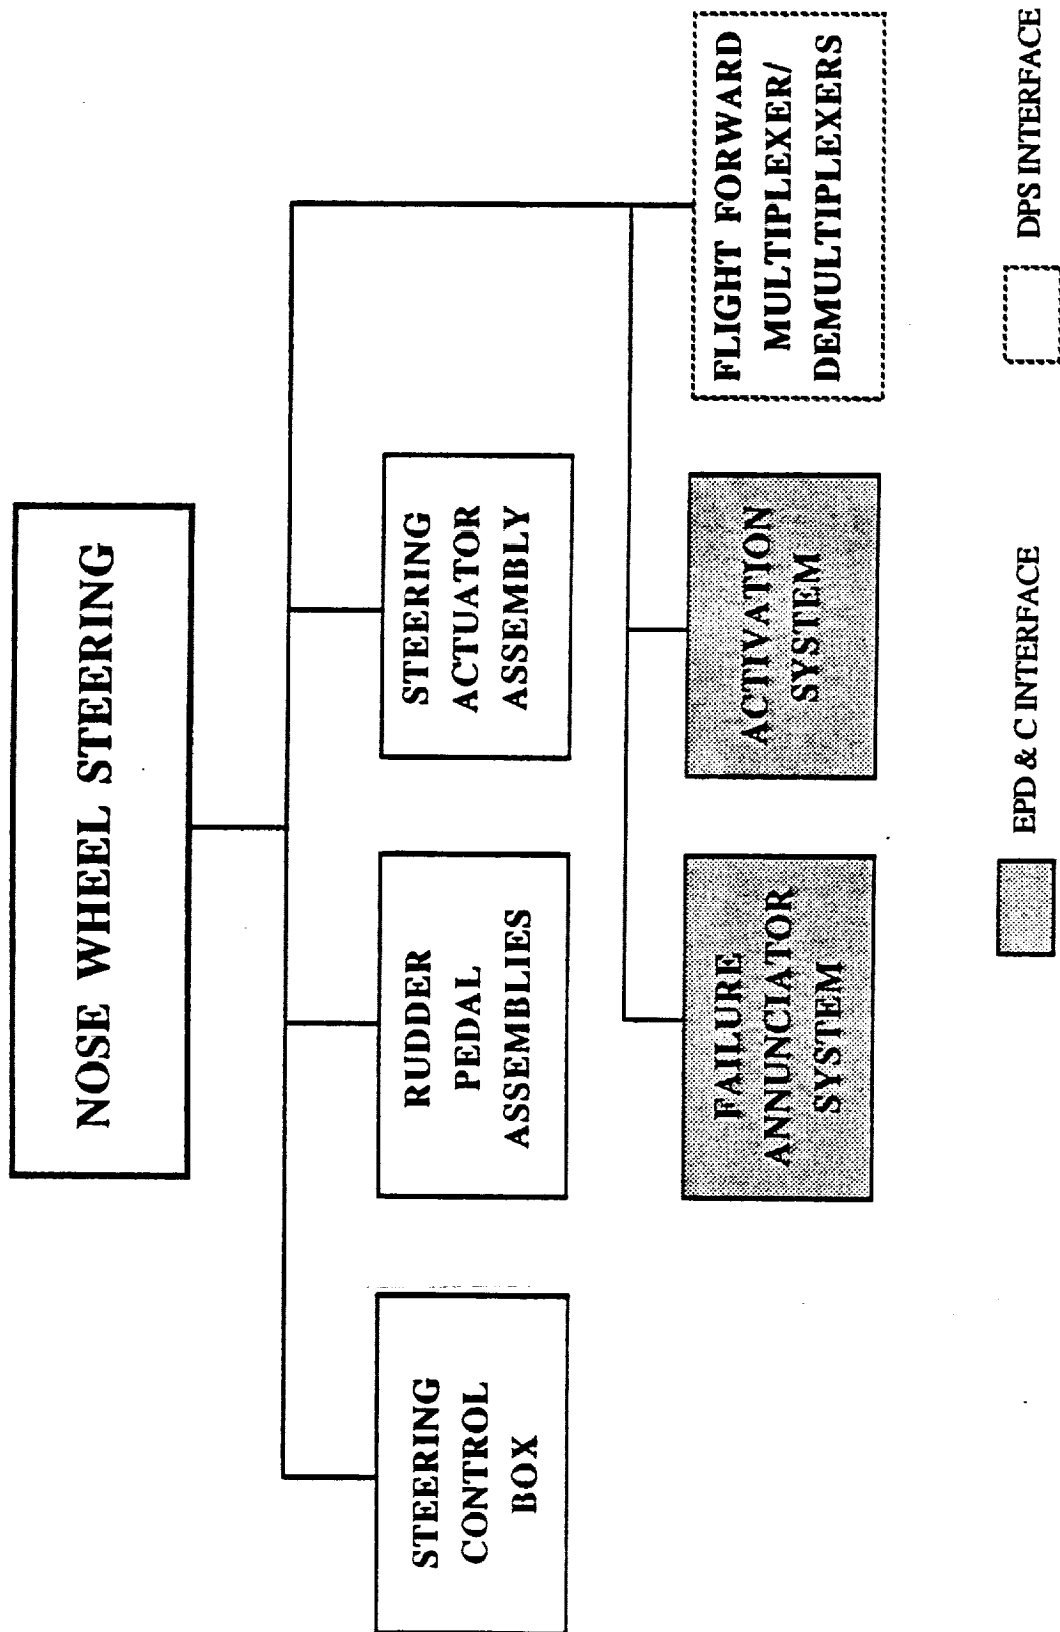 NOSE WHEEL STEERING
STEERING
CONTROL
BOX
RUDDER
PEDAL
ASSEMBLIES
STEERING
ACTUATOR
ASSEMBLY
FAILURE
ANNUNCIATOR
SYSTEM
ACTIVATION
SYSTEM
FLIGHT FORWARD
MULTIPLEXER/
DEMULTIPLEXERS
EPD & C INTERFACE
DPS INTERFACE